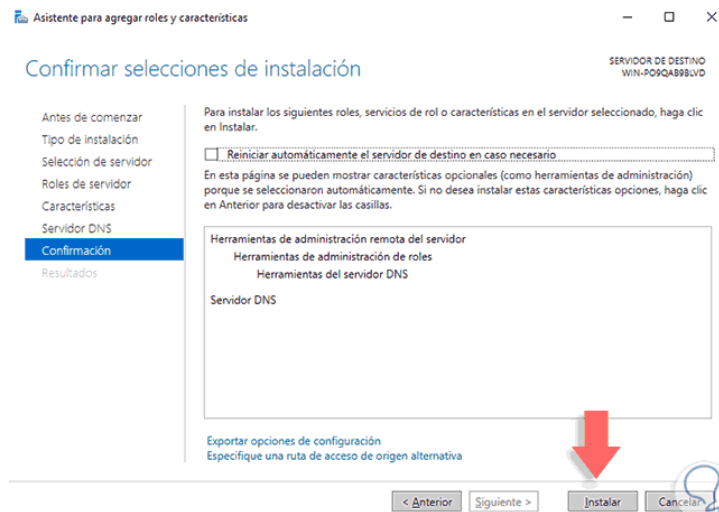 Asistente para agregar roles y características
Confirmar selecciones de instalación
SERVIDOR DE DESTINO
WIN-PO9QAB9BLVD
Antes de comenzar
Tipo de instalación
Selección de servidor
Roles de servidor
Características
Servidor DNS
Confirmación
Resultados
Para instalar los siguientes roles, servicios de rol o características en el servidor seleccionado, haga clic
en Instalar.
Reiniciar automáticamente el servidor de destino en caso necesario
En esta página se pueden mostrar características opcionales (como herramientas de administración)
porque se seleccionaron automáticamente. Si no desea instalar estas características opciones, haga clic
en Anterior para desactivar las casillas.
Herramientas de administración remota del servidor
Herramientas de administración de roles
Herramientas del servidor DNS
Servidor DNS
Exportar opciones de configuración
Especifique una ruta de acceso de origen alternativa
< Anterior
Siguiente >
Instalar
Cancelar